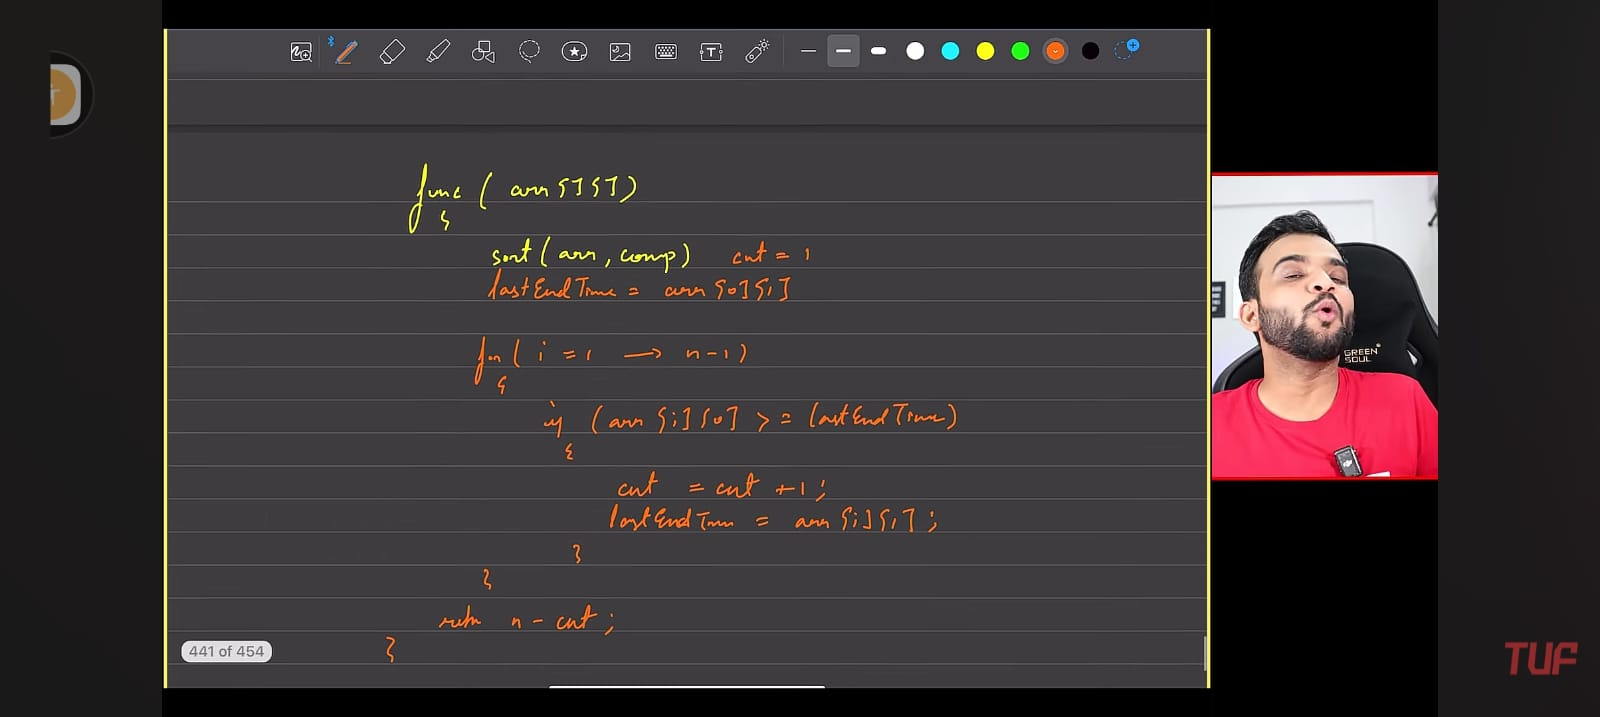 func ( arr[][])
{
sort(arr, comp) cnt = 1
lastEndTime = arr[0][1]
for( i = 1 → n-1)
{
if (arr[i][0] >= lastEndTime)
{
cnt = cnt +1;
lastEndTime = arr[i][1];
}
}
return n - cnt;
}
441 of 454
GREEN SOUL
TUF